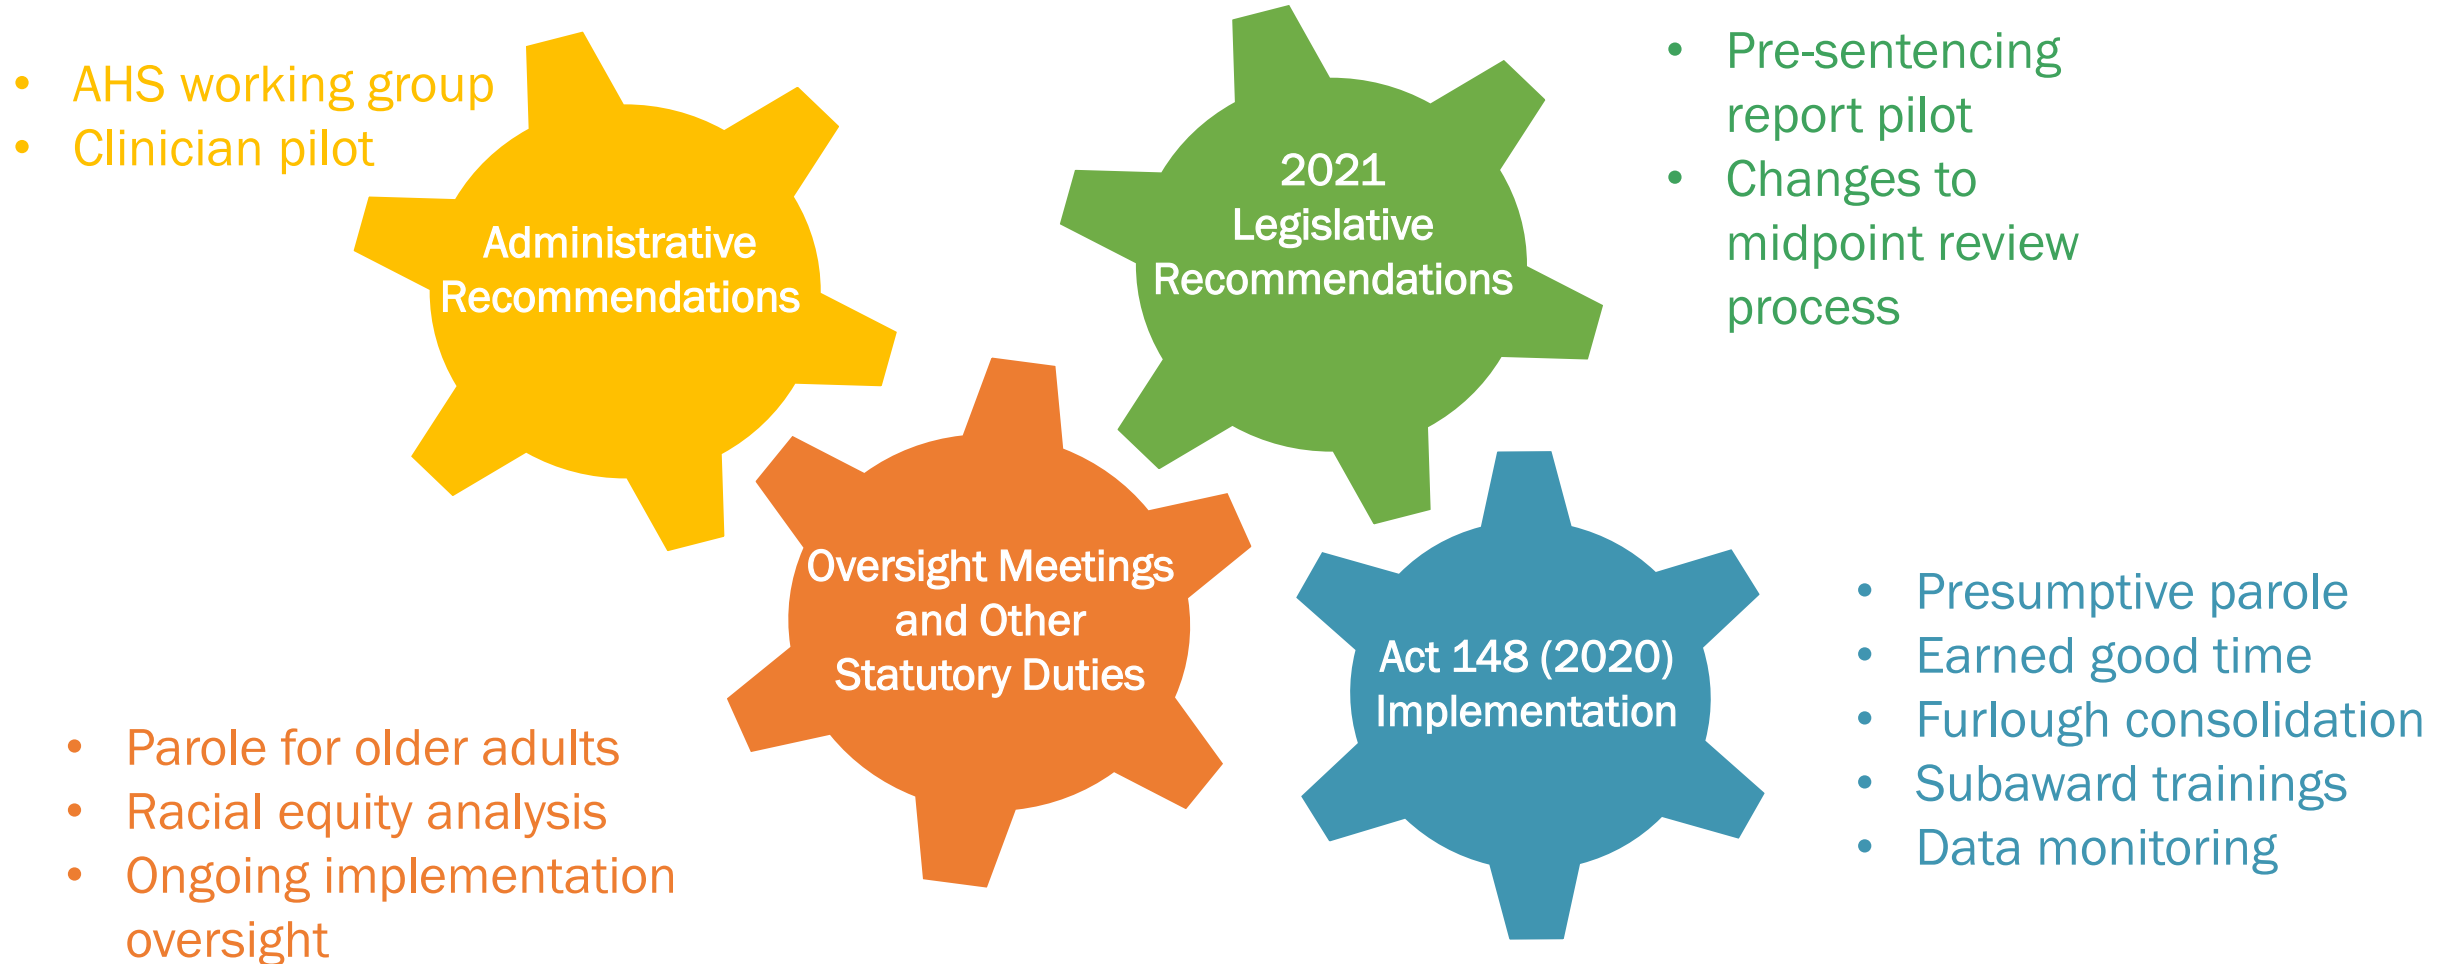 • AHS working group
• Clinician pilot
Administrative
Recommendations
2021
Legislative
Recommendations
• Pre-sentencing
report pilot
• Changes to
midpoint review
process
Oversight Meetings
and Other
Statutory Duties
• Parole for older adults
• Racial equity analysis
• Ongoing implementation
oversight
Act 148 (2020)
Implementation
• Presumptive parole
• Earned good time
• Furlough consolidation
• Subaward trainings
• Data monitoring